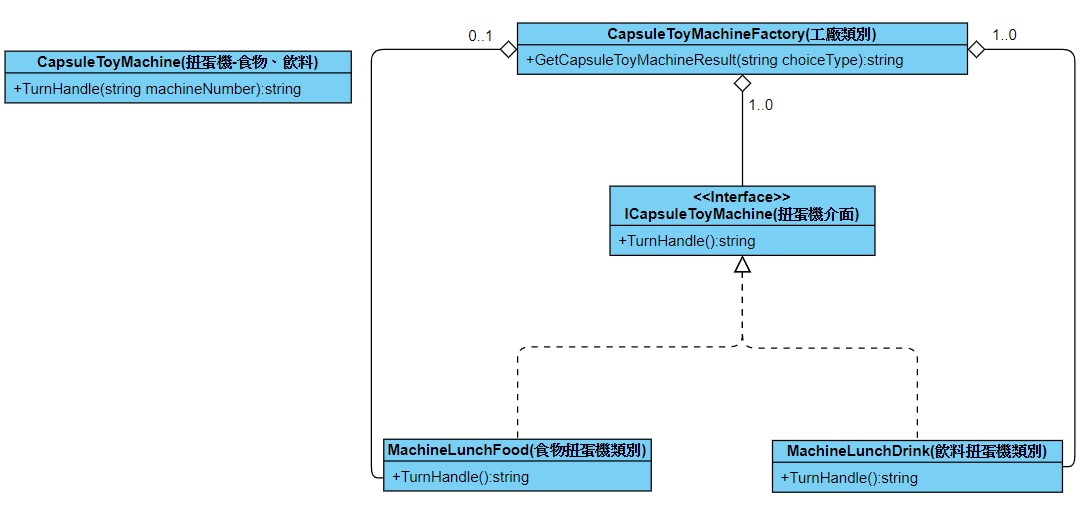 0..1
CapsuleToyMachineFactory(工廠類別)
1..0
+GetCapsuleToyMachineResult(string choiceType):string
CapsuleToyMachine(扭蛋機-食物、飲料)
+TurnHandle(string machineNumber):string
1..0
<<Interface>>
ICapsuleToyMachine(扭蛋機介面)
+TurnHandle():string
MachineLunchFood(食物扭蛋機類別)
+TurnHandle():string
MachineLunchDrink(飲料扭蛋機類別)
+TurnHandle():string